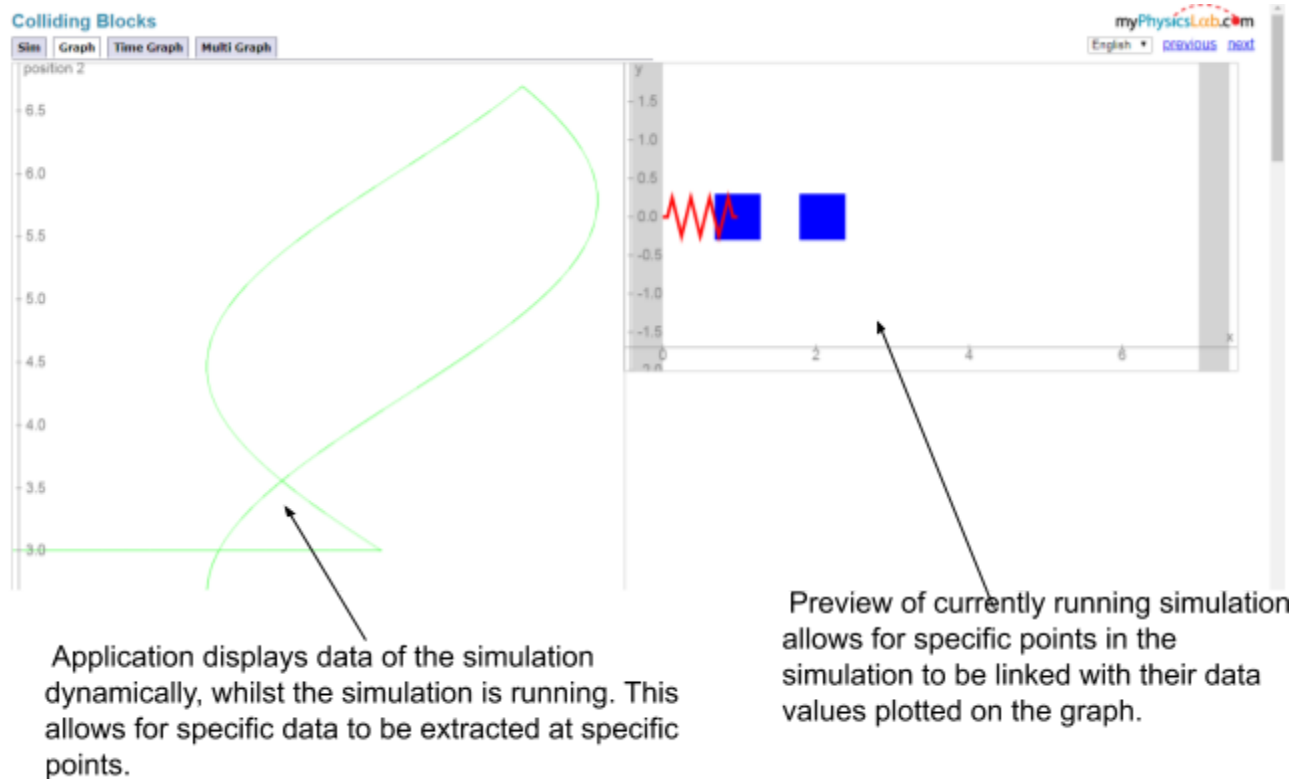 Colliding Blocks
myPhysicsLab.com
Sim Graph Time Graph Multi Graph
English previous next
position 2
6.5
6.0
5.5
5.0
4.5
4.0
3.5
3.0
y
1.5
1.0
0.5
0.0
-0.5
-1.0
-1.5
x
0 2 4 6
Application displays data of the simulation
dynamically, whilst the simulation is running. This
allows for specific data to be extracted at specific
points.
Preview of currently running simulation
allows for specific points in the
simulation to be linked with their data
values plotted on the graph.